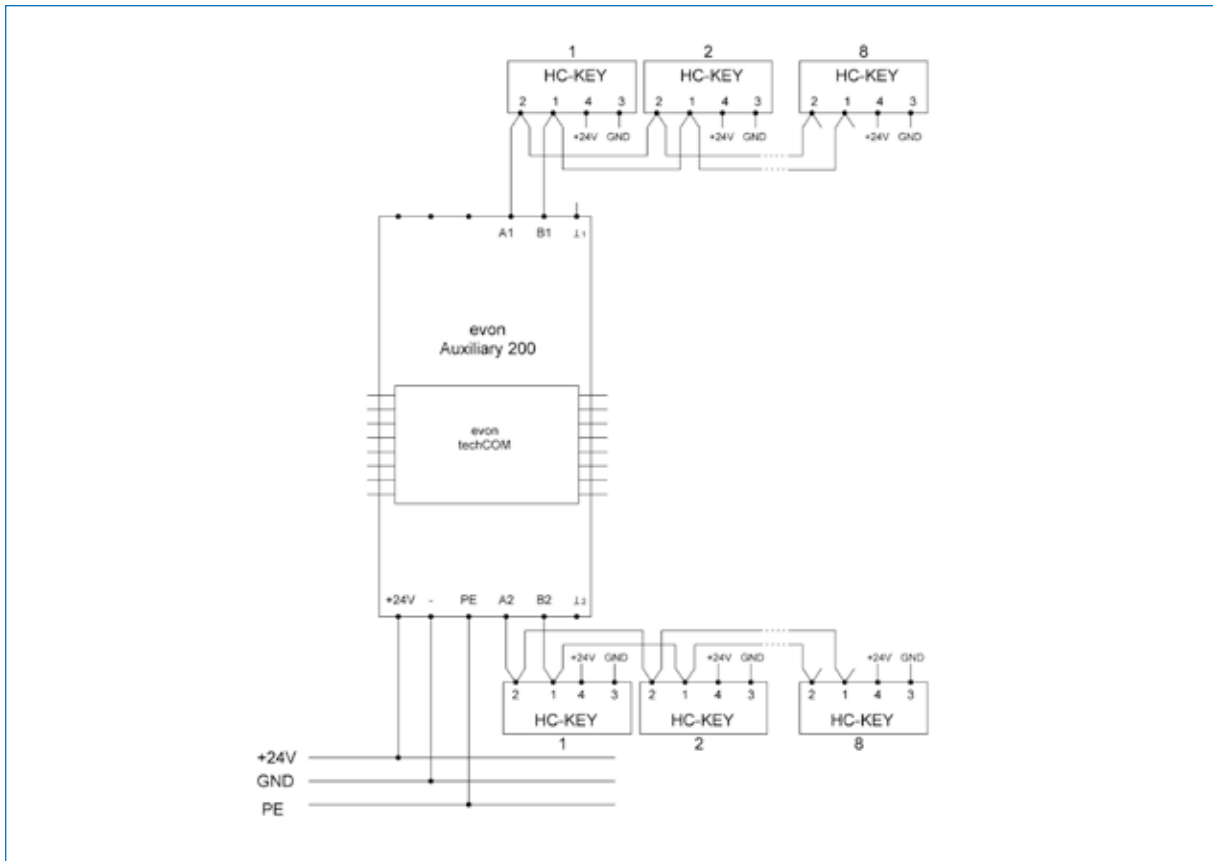 1 2 8
HC-KEY HC-KEY HC-KEY
2 1 4 3 2 1 4 3 2 1 4 3
+24V GND +24V GND +24V GND
A1 B1 ⊥1
evon
Auxiliary 200
evon
techCOM
+24V - PE A2 B2 ⊥2
+24V GND +24V GND +24V GND
2 1 4 3 2 1 4 3 2 1 4 3
HC-KEY HC-KEY HC-KEY
1 2 8
+24V
GND
PE